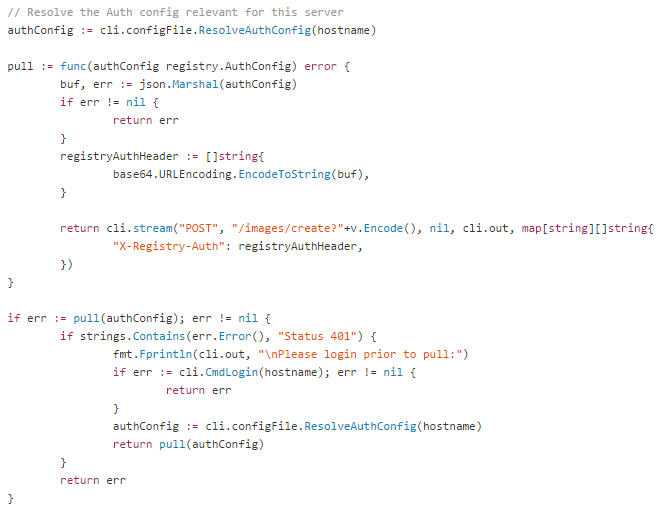 // Resolve the Auth config relevant for this server
authConfig := cli.configFile.ResolveAuthConfig(hostname)

pull := func(authConfig registry.AuthConfig) error {
        buf, err := json.Marshal(authConfig)
        if err != nil {
                return err
        }
        registryAuthHeader := []string{
                base64.URLEncoding.EncodeToString(buf),
        }

        return cli.stream("POST", "/images/create?"+v.Encode(), nil, cli.out, map[string][]string{
                "X-Registry-Auth": registryAuthHeader,
        })
}

if err := pull(authConfig); err != nil {
        if strings.Contains(err.Error(), "Status 401") {
                fmt.Fprintln(cli.out, "\nPlease login prior to pull:")
                if err := cli.CmdLogin(hostname); err != nil {
                        return err
                }
                authConfig := cli.configFile.ResolveAuthConfig(hostname)
                return pull(authConfig)
        }
        return err
}